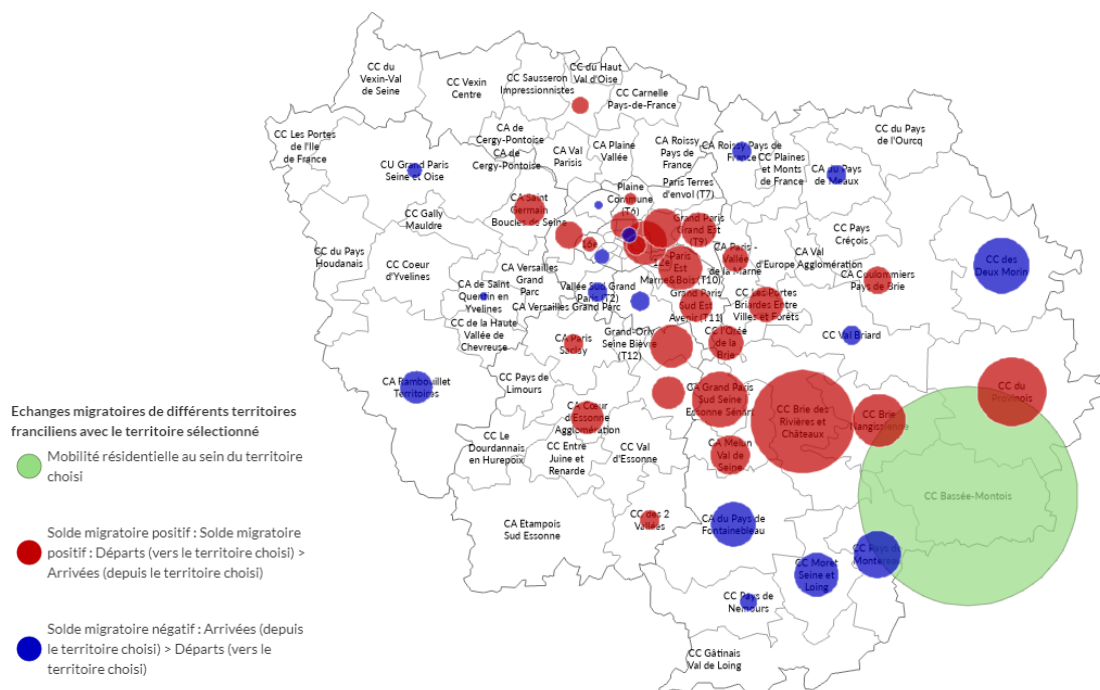 CC du
Vexin-Val
de Seine
CC Vexin
Centre
CC Sausseron
Impressionnistes
CC du Haut
Val d'Oise
CC Carnelle
Pays-de-France
CC Les Portes
de l'Ile
de France
CA de
Cergy-Pontoise
CA de
Cergy-Pontoise
CA Val
Parisis
CA Plaine
Vallée
CA Roissy
Pays de
France
CA Roissy Pays de
France
CC Plaines
et Monts
de France
CA du Pays
de Meaux
CC du Pays
de l'Ourcq
CU Grand Paris
Seine et Oise
Plaine
Commune
(T6)
Paris Terres
d'envol (T7)
CA Saint
Germain
Boucles de Seine
Grand Paris
Grand Est
(T9)
CC Gally
Mauldre
CC Pays
Créçois
CC du Pays
Houdanais
CC Coeur
d'Yvelines
CA Versailles
Grand
Parc
16e
12e
Paris
Est
Marne&Bois (T10)
CA Paris -
Vallée
de la Marne
CA Val
d'Europe Agglomération
CA Coulommiers
Pays de Brie
CC des
Deux Morin
CA de Saint
Quentin en
Yvelines
Vallée Sud Grand
Paris (T2)
CA Versailles Grand Parc
Grand Paris
Sud Est
Avenir (T11)
CC Les Portes
Briardes Entre
Villes et Forêts
CC de la Haute
Vallée de
Chevreuse
CA Paris
Saclay
Grand-Orly
Seine Bièvre
(T12)
CC l'Orée
de la
Brie
CC Val Briard
CA Rambouillet
Territoires
CC Pays de
Limours
CA Grand Paris
Sud Seine
Essonne Sénart
CC Brie des
Rivières et
Châteaux
CC Brie
Nangissienne
CC du
Provinois
CA Cœur
d'Essonne
Agglomération
CC Le
Dourdannais
en Hurepoix
CC Entre
Juine et
Renarde
CC Val
d'Essonne
CA Melun
Val de
Seine
CC Bassée-Montois
CA Etampois
Sud Essonne
CC des 2
Vallées
CA du Pays de
Fontainebleau
CC Moret
Seine et
Loing
CC Pays de
Montereau
CC Pays de
Nemours
CC Gâtinais
Val de Loing
Echanges migratoires de différents territoires
franciliens avec le territoire sélectionné
Mobilité résidentielle au sein du territoire
choisi
Solde migratoire positif : Solde migratoire
positif : Départs (vers le territoire choisi) >
Arrivées (depuis le territoire choisi)
Solde migratoire négatif : Arrivées (depuis
le territoire choisi) > Départs (vers le
territoire choisi)